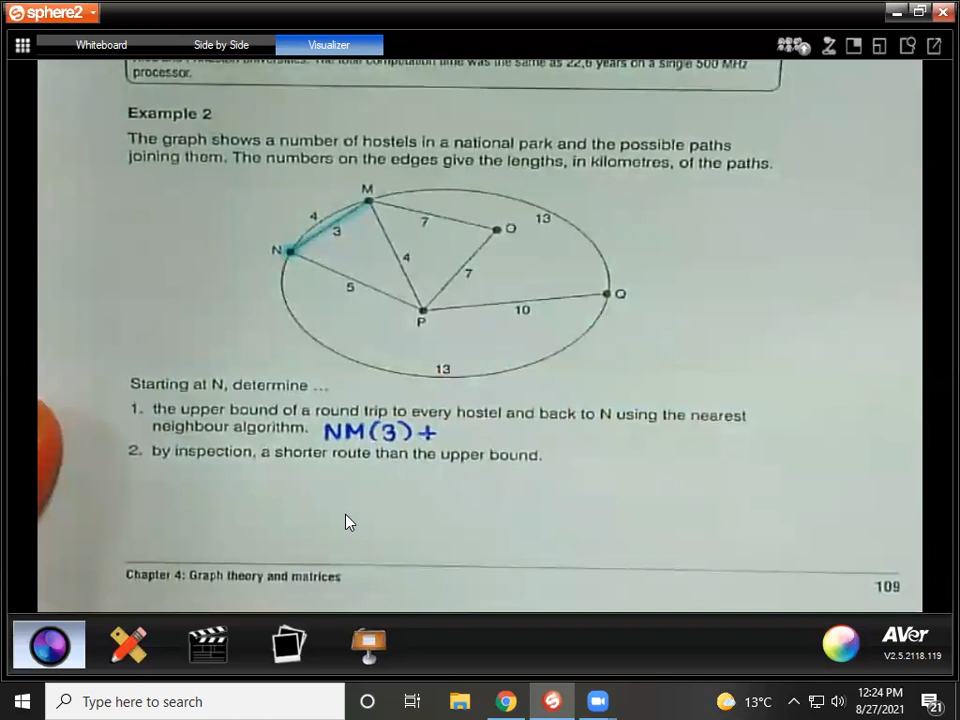 sphere2
Whiteboard Side by Side Visualizer
processor.
Example 2
The graph shows a number of hostels in a national park and the possible paths
joining them. The numbers on the edges give the lengths, in kilometres, of the paths.
M
4
3
7
O
13
N
4
7
5
10
Q
P
13
Starting at N, determine ...
1. the upper bound of a round trip to every hostel and back to N using the nearest
neighbour algorithm. NM(3)+
2. by inspection, a shorter route than the upper bound.
Chapter 4: Graph theory and matrices
109
AVer
V2.5.2118.119
Type here to search
13°C
12:24 PM
8/27/2021
21